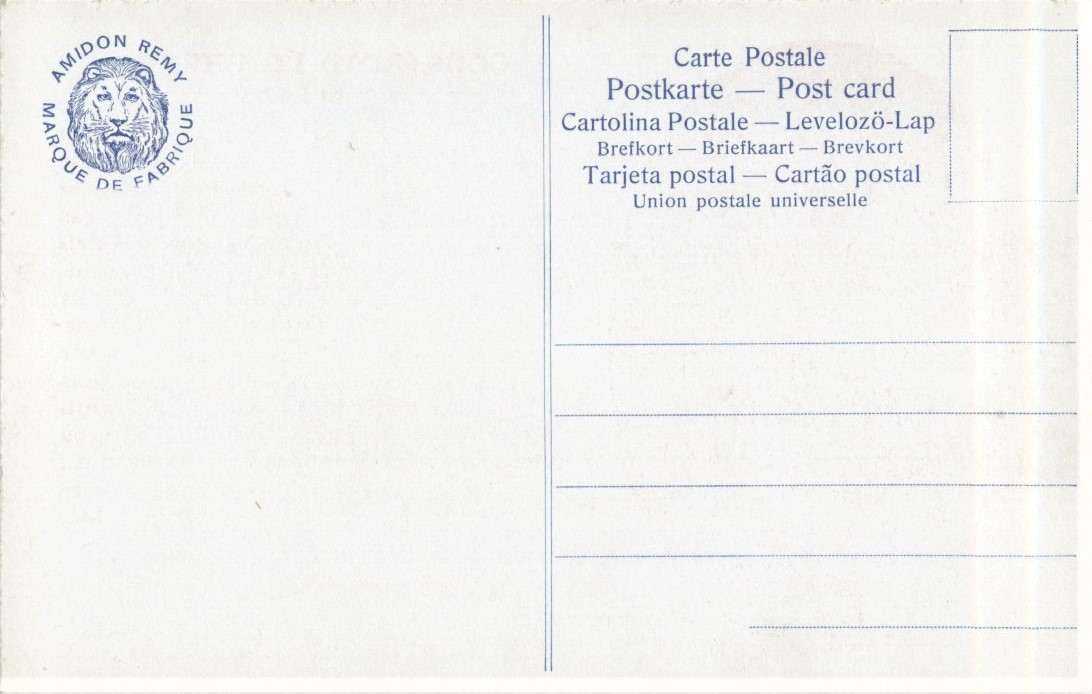 AMIDON REMY
MARQUE DE FABRIQUE
Carte Postale
Postkarte — Post card
Cartolina Postale — Levelozö-Lap
Brefkort — Briefkaart — Brevkort
Tarjeta postal — Cartão postal
Union postale universelle